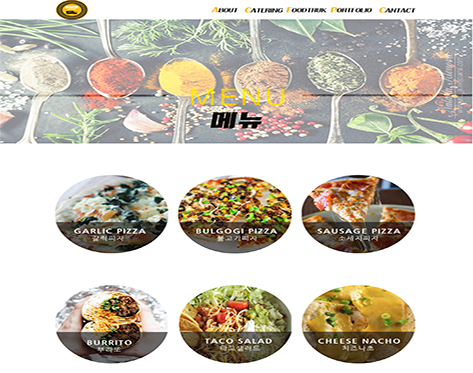 ABOUT CATERING FOODTRUK PORTFOLIO CANTACT
MENU
메뉴
GARLIC PIZZA
갈릭피자
BULGOGI PIZZA
불고기피자
SAUSAGE PIZZA
소세지피자
BURRITO
부리또
TACO SALAD
타코샐러드
CHEESE NACHO
치즈나초